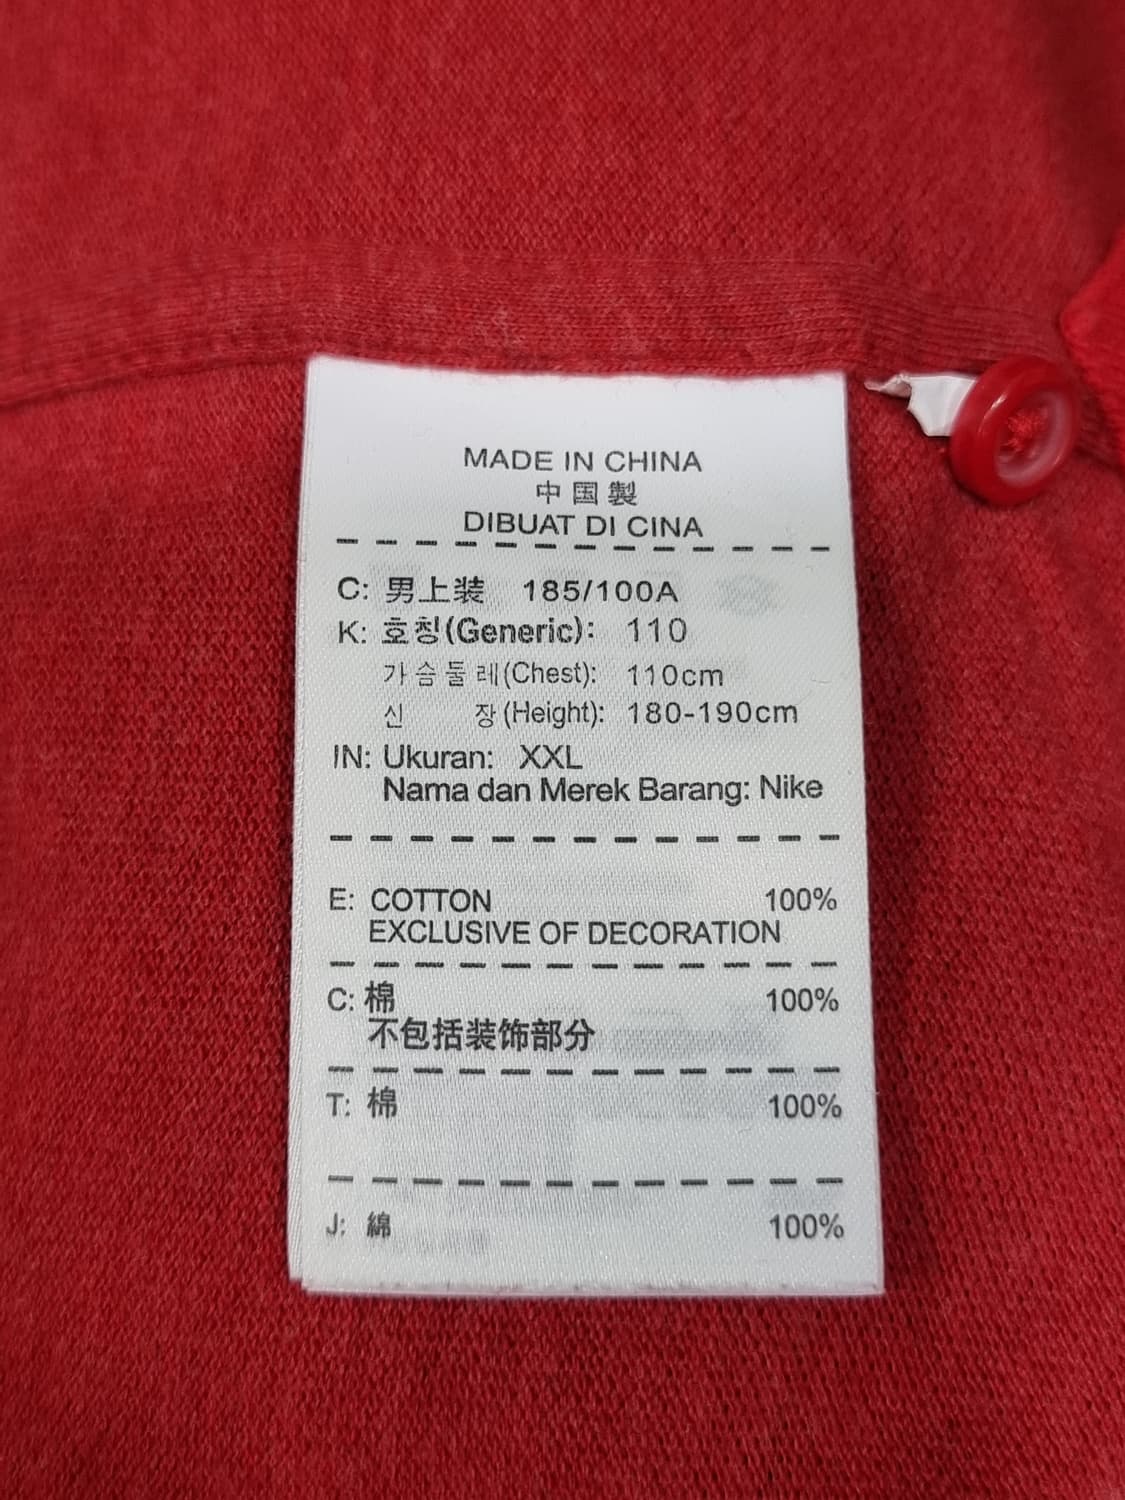 MADE IN CHINA
中国製
DIBUAT DI CINA
C: 男上装 185/100A
K: 호칭(Generic): 110
가슴둘레(Chest): 110cm
신 장(Height): 180-190cm
IN: Ukuran: XXL
Nama dan Merek Barang: Nike
E: COTTON 100%
EXCLUSIVE OF DECORATION
C: 棉 100%
不包括装饰部分
T: 棉 100%
J: 綿 100%